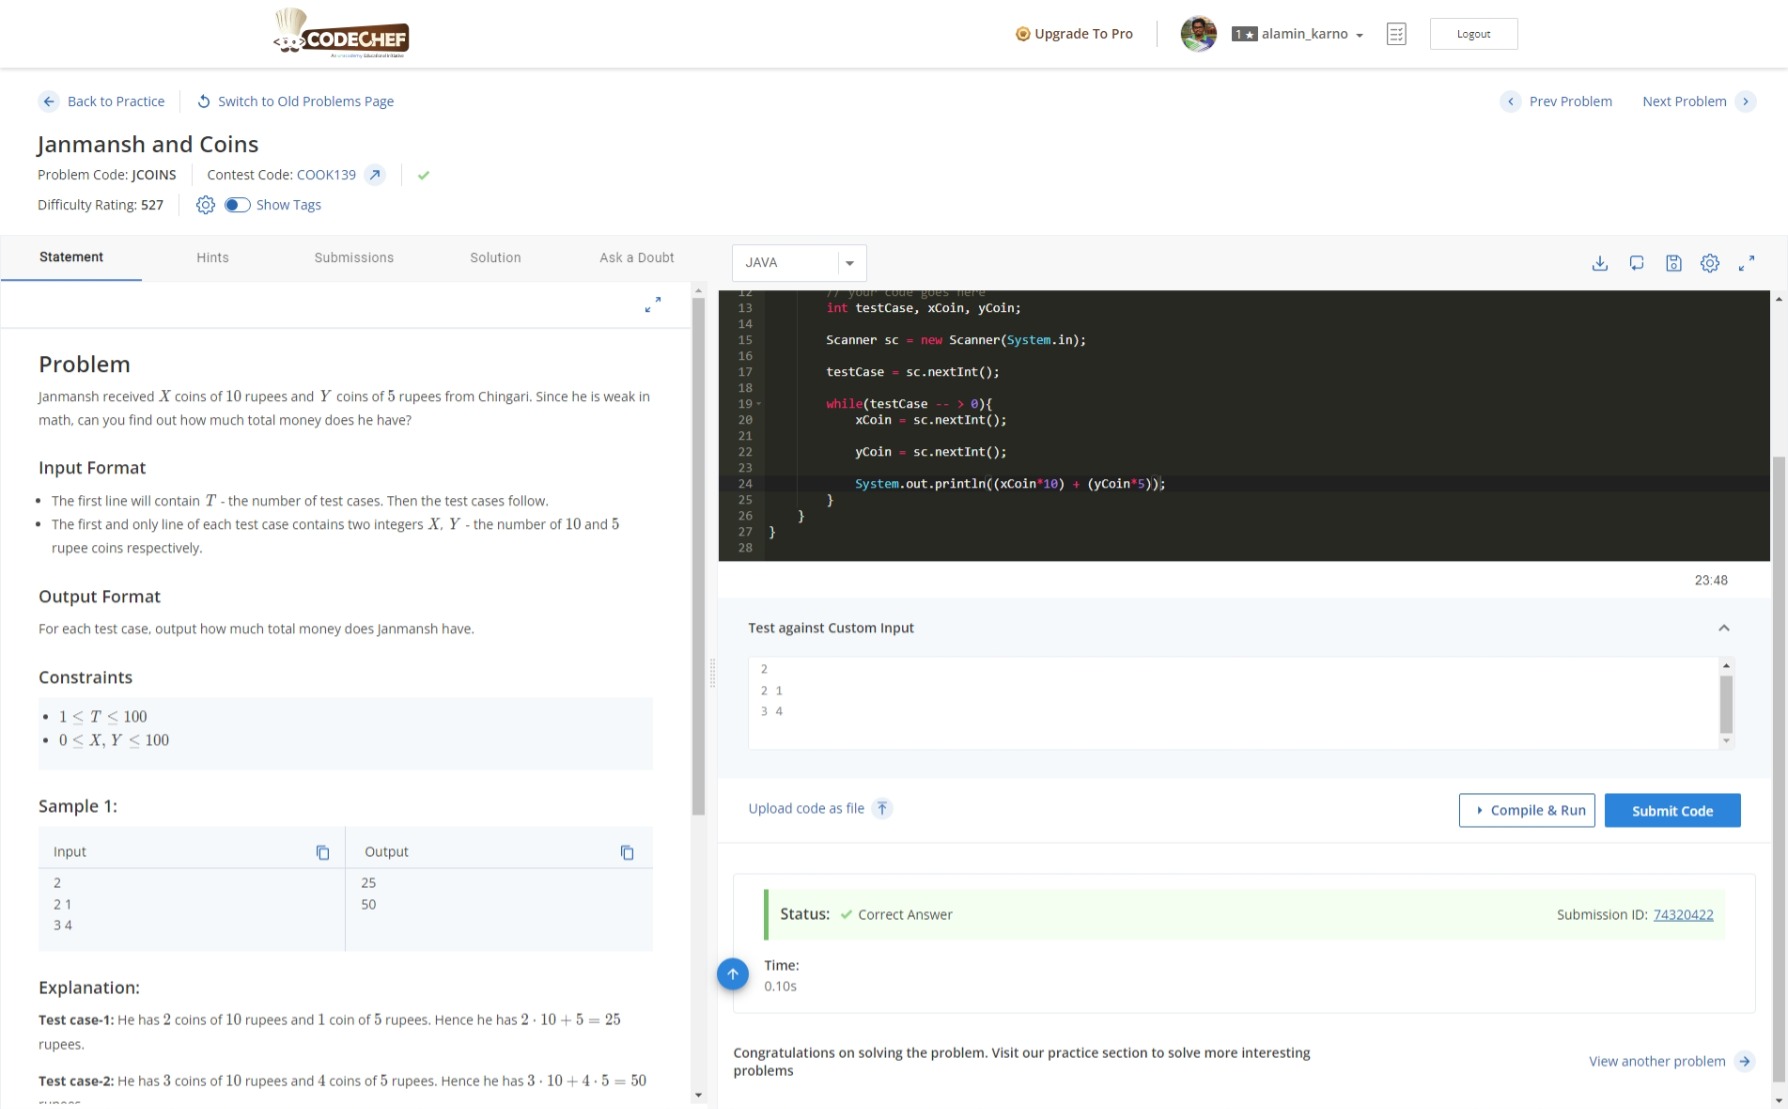 CODECHEF
Upgrade To Pro
1★ alamin_karno
Logout
Back to Practice
Switch to Old Problems Page
Prev Problem
Next Problem
Janmansh and Coins
Problem Code: JCOINS
Contest Code: COOK139
Difficulty Rating: 527
Show Tags
Statement
Hints
Submissions
Solution
Ask a Doubt
Problem
Janmansh received X coins of 10 rupees and Y coins of 5 rupees from Chingari. Since he is weak in
math, can you find out how much total money does he have?
Input Format
• The first line will contain T - the number of test cases. Then the test cases follow.
• The first and only line of each test case contains two integers X, Y - the number of 10 and 5
rupee coins respectively.
Output Format
For each test case, output how much total money does Janmansh have.
Constraints
• 1 ≤ T ≤ 100
• 0 ≤ X, Y ≤ 100
Sample 1:
Input
Output
2
2 1
3 4
25
50
Explanation:
Test case-1: He has 2 coins of 10 rupees and 1 coin of 5 rupees. Hence he has 2 · 10 + 5 = 25
rupees.
Test case-2: He has 3 coins of 10 rupees and 4 coins of 5 rupees. Hence he has 3 · 10 + 4 · 5 = 50
JAVA
12 // your code goes here
13 int testCase, xCoin, yCoin;
14
15 Scanner sc = new Scanner(System.in);
16
17 testCase = sc.nextInt();
18
19 while(testCase -- > 0){
20 xCoin = sc.nextInt();
21
22 yCoin = sc.nextInt();
23
24 System.out.println((xCoin*10) + (yCoin*5));
25 }
26 }
27 }
28
23:48
Test against Custom Input
2
2 1
3 4
Upload code as file
Compile & Run
Submit Code
Status: Correct Answer
Submission ID: 74320422
Time:
0.10s
Congratulations on solving the problem. Visit our practice section to solve more interesting
problems
View another problem